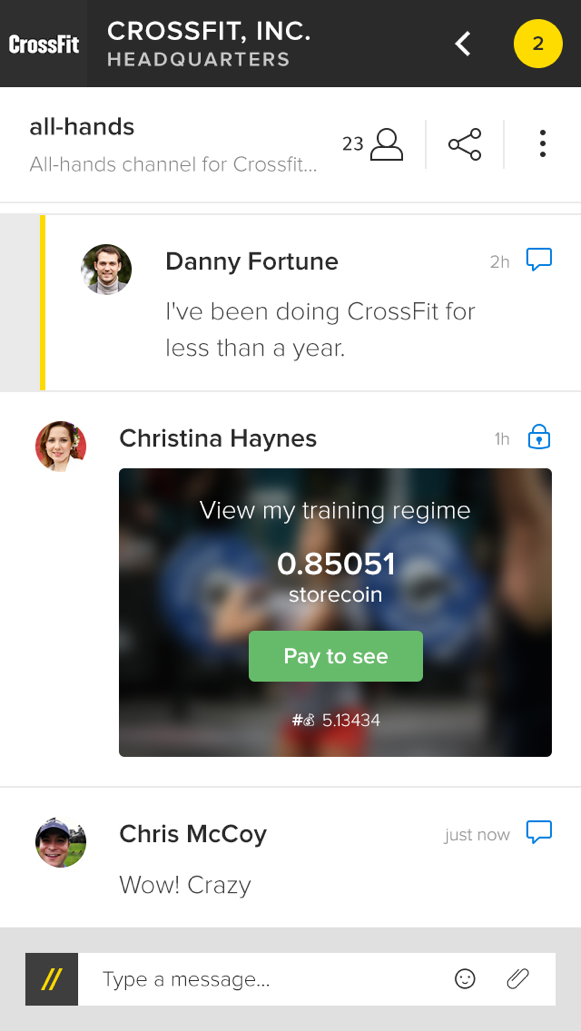 CrossFit
CROSSFIT, INC.
HEADQUARTERS
2
all-hands
All-hands channel for Crossfit...
23
Danny Fortune
2h
I've been doing CrossFit for
less than a year.
Christina Haynes
1h
View my training regime
0.85051
storecoin
Pay to see
#💰 5.13434
Chris McCoy
just now
Wow! Crazy
//
Type a message...